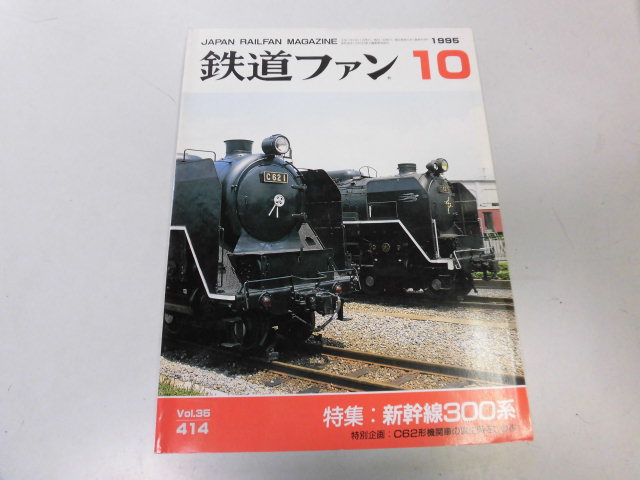 JAPAN RAILFAN MAGAZINE
1995
鉄道ファン 10
C62 1
Vol.35
414
特集：新幹線300系
特別企画：C62形機関車の